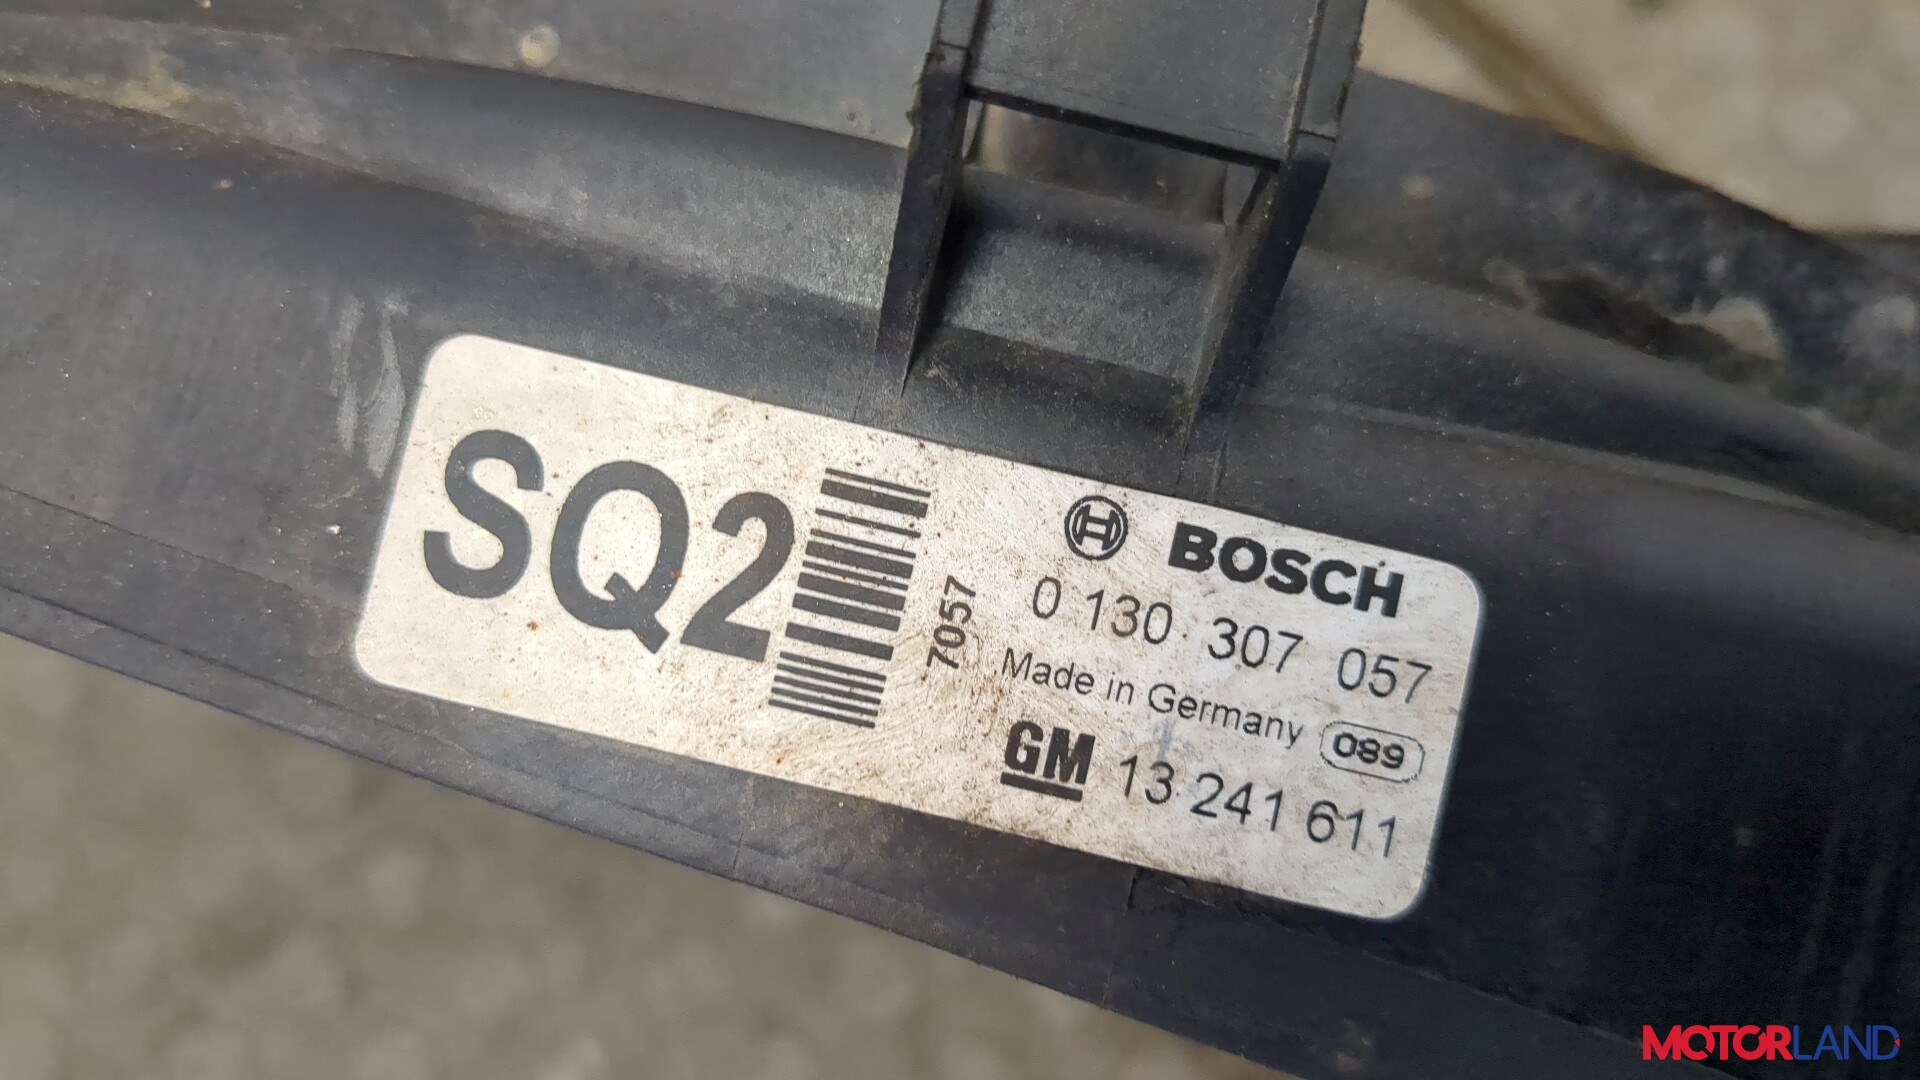 SQ2
7057
BOSCH
0 130 307 057
Made in Germany 089
GM 13 241 611
MOTORLAND